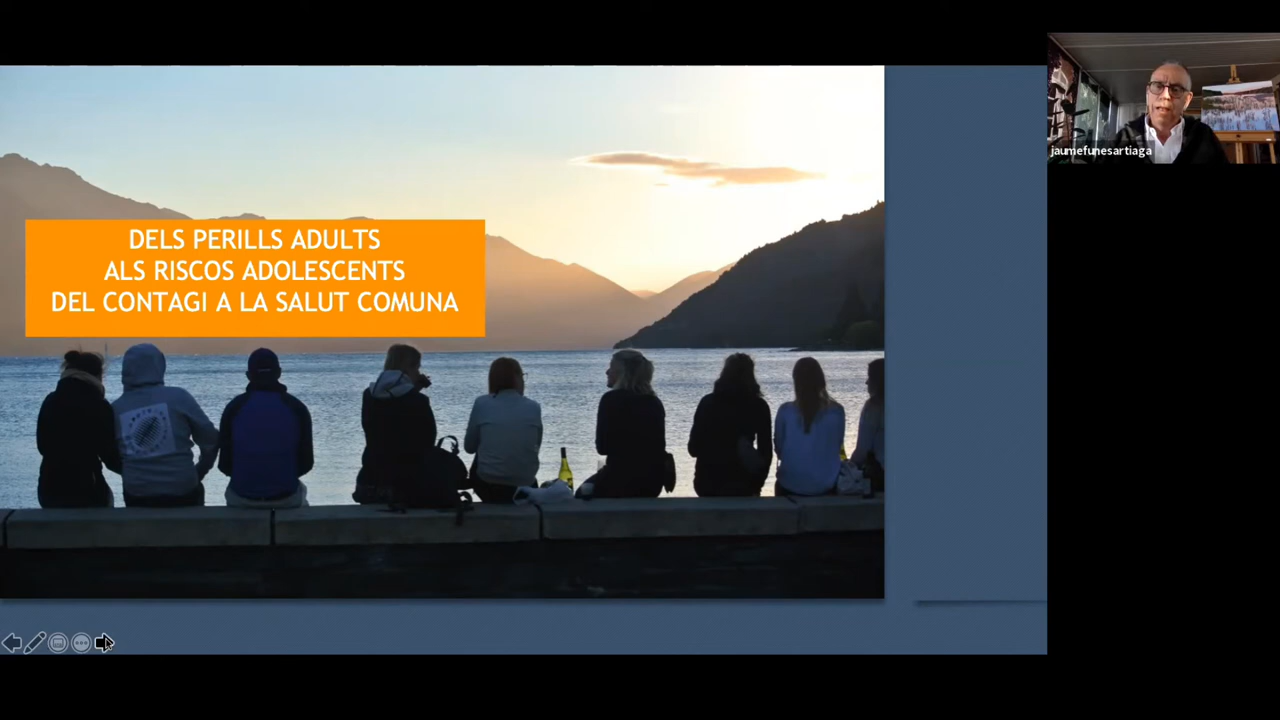 DELS PERILLS ADULTS
ALS RISCOS ADOLESCENTS
DEL CONTAGI A LA SALUT COMUNA
jaumefunesartiaga